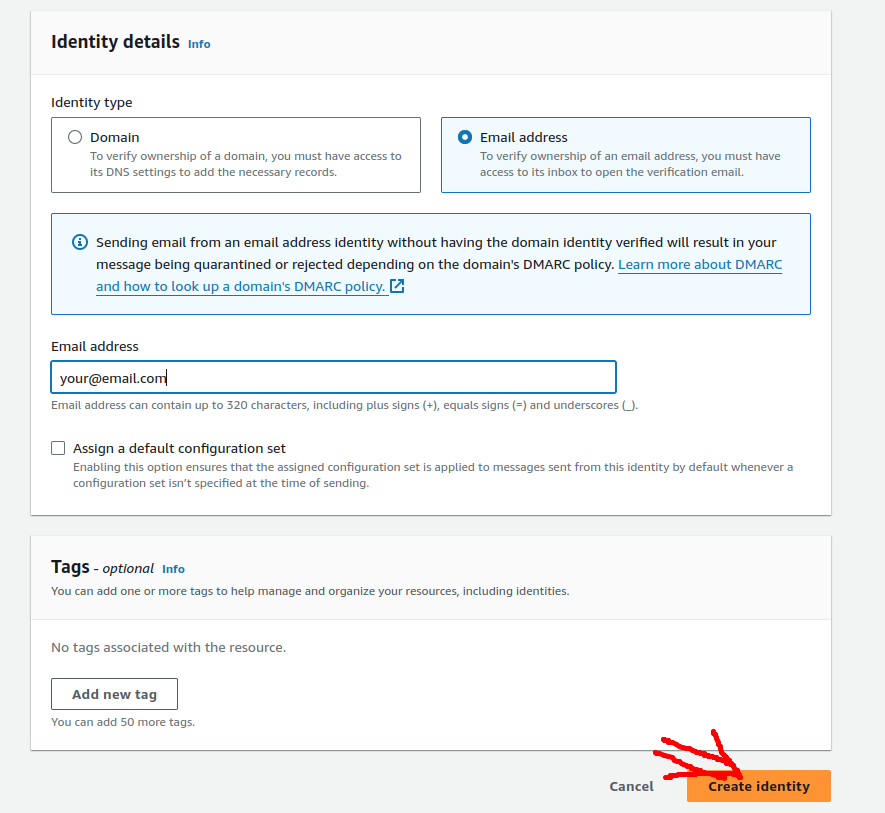 Identity details Info
Identity type
Domain
To verify ownership of a domain, you must have access to
its DNS settings to add the necessary records.
Email address
To verify ownership of an email address, you must have
access to its inbox to open the verification email.
Sending email from an email address identity without having the domain identity verified will result in your
message being quarantined or rejected depending on the domain's DMARC policy. Learn more about DMARC
and how to look up a domain's DMARC policy.
Email address
your@email.com
Email address can contain up to 320 characters, including plus signs (+), equals signs (=) and underscores (_).
Assign a default configuration set
Enabling this option ensures that the assigned configuration set is applied to messages sent from this identity by default whenever a
configuration set isn't specified at the time of sending.
Tags - optional Info
You can add one or more tags to help manage and organize your resources, including identities.
No tags associated with the resource.
Add new tag
You can add 50 more tags.
Cancel
Create identity